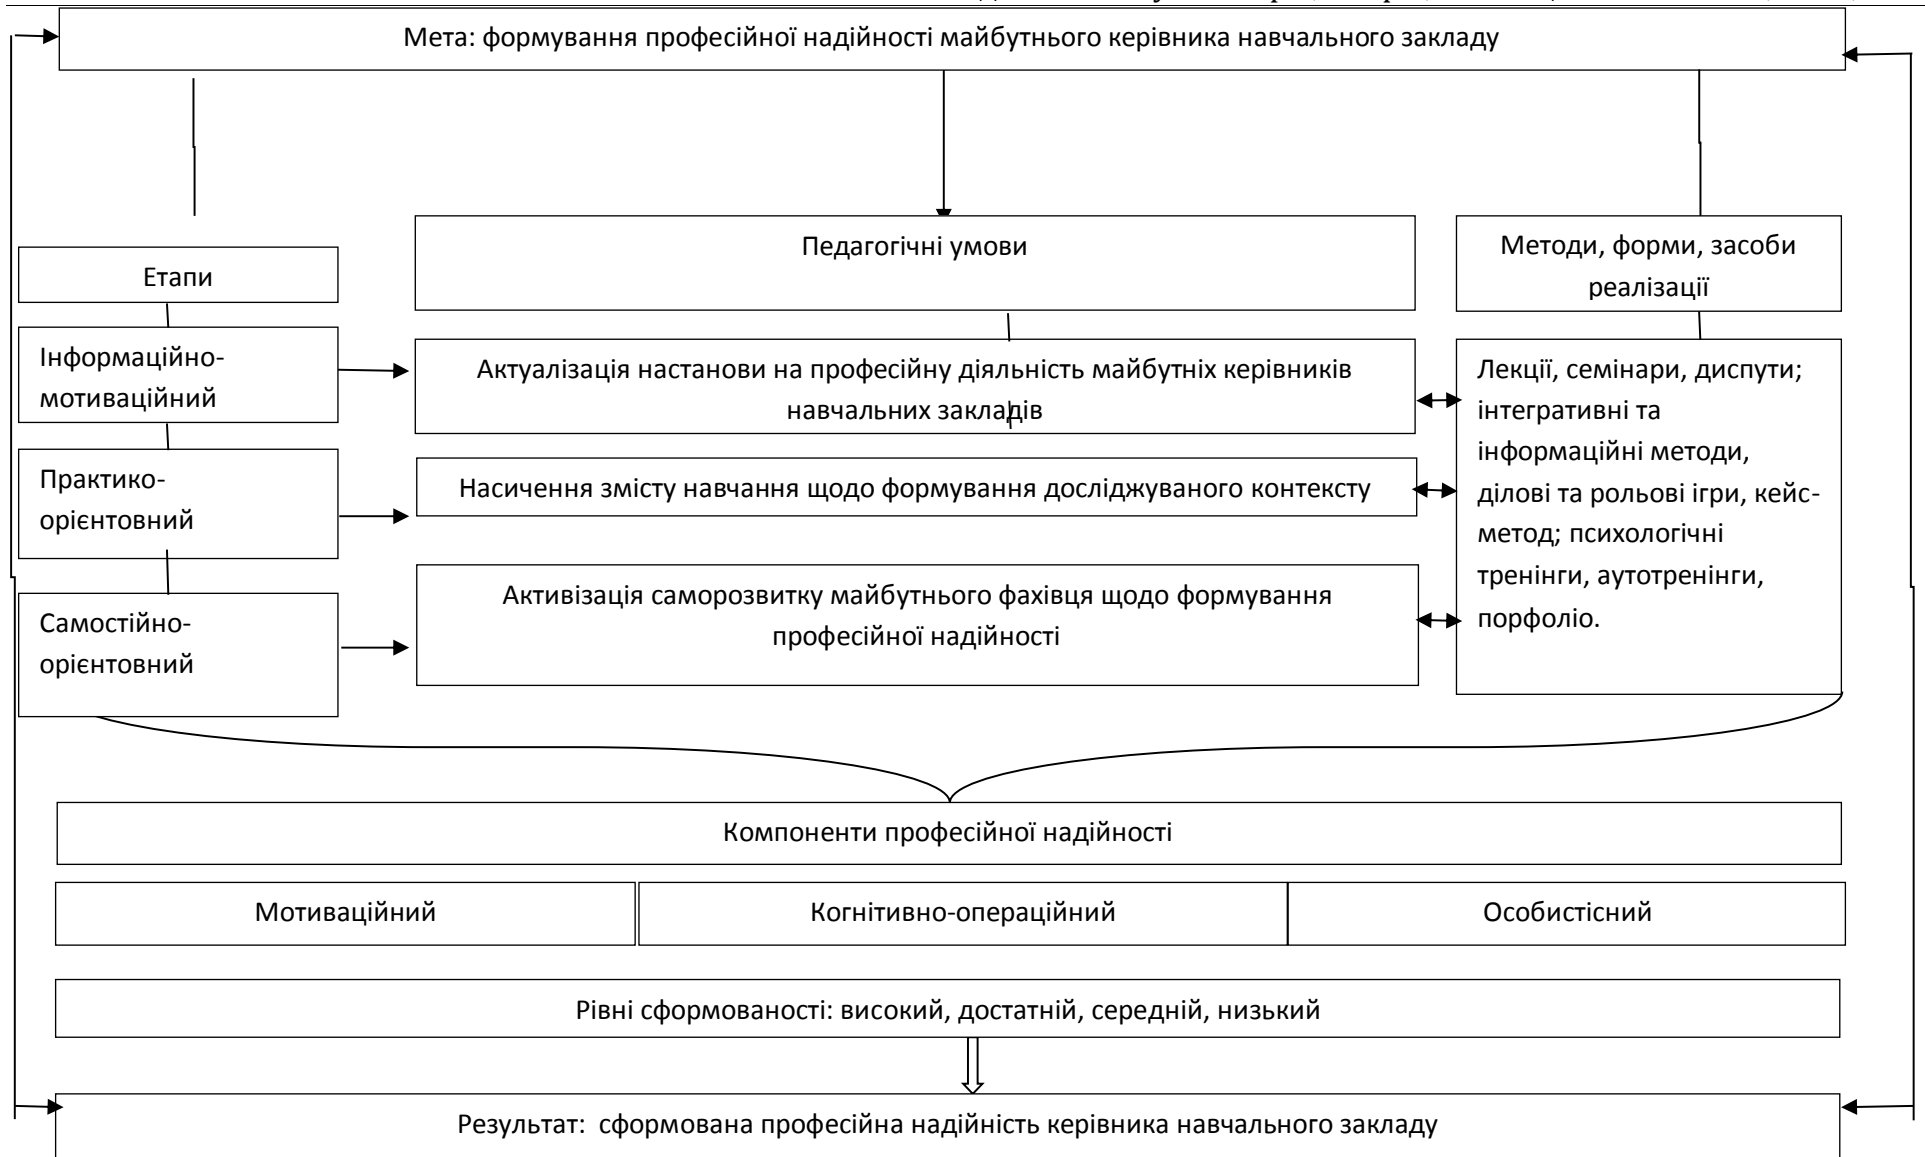 Мета: формування професійної надійності майбутнього керівника навчального закладу
Педагогічні умови
Методи, форми, засоби
реалізації
Етапи
Інформаційно-
мотиваційний
Актуалізація настанови на професійну діяльність майбутніх керівників
навчальних закладів
Лекції, семінари, диспути;
інтегративні та
інформаційні методи,
ділові та рольові ігри, кейс-
метод; психологічні
тренінги, аутотренінги,
порфоліо.
Практико-
орієнтовний
Насичення змісту навчання щодо формування досліджуваного контексту
Самостійно-
орієнтовний
Активізація саморозвитку майбутнього фахівця щодо формування
професійної надійності
Компоненти професійної надійності
Мотиваційний
Когнітивно-операційний
Особистісний
Рівні сформованості: високий, достатній, середній, низький
Результат: сформована професійна надійність керівника навчального закладу